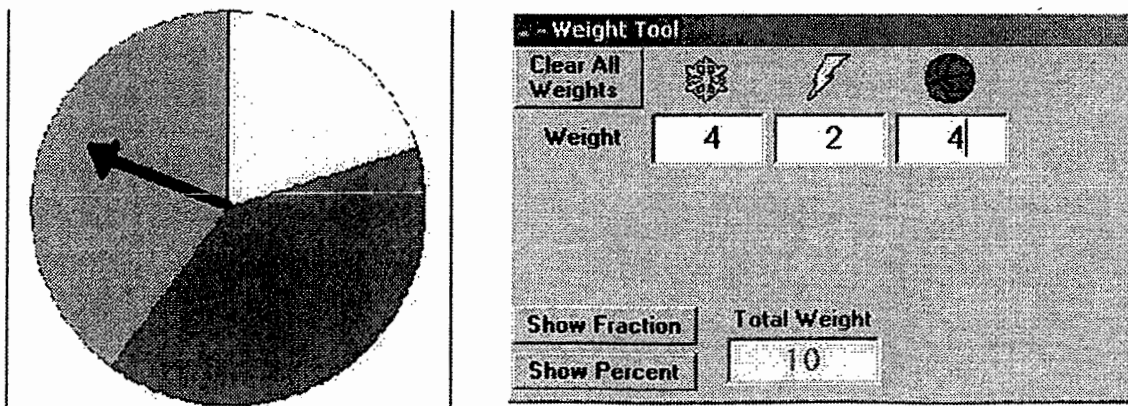 Weight Tool
Clear All
Weights
Weight 4 2 4
Show Fraction
Total Weight
Show Percent
10